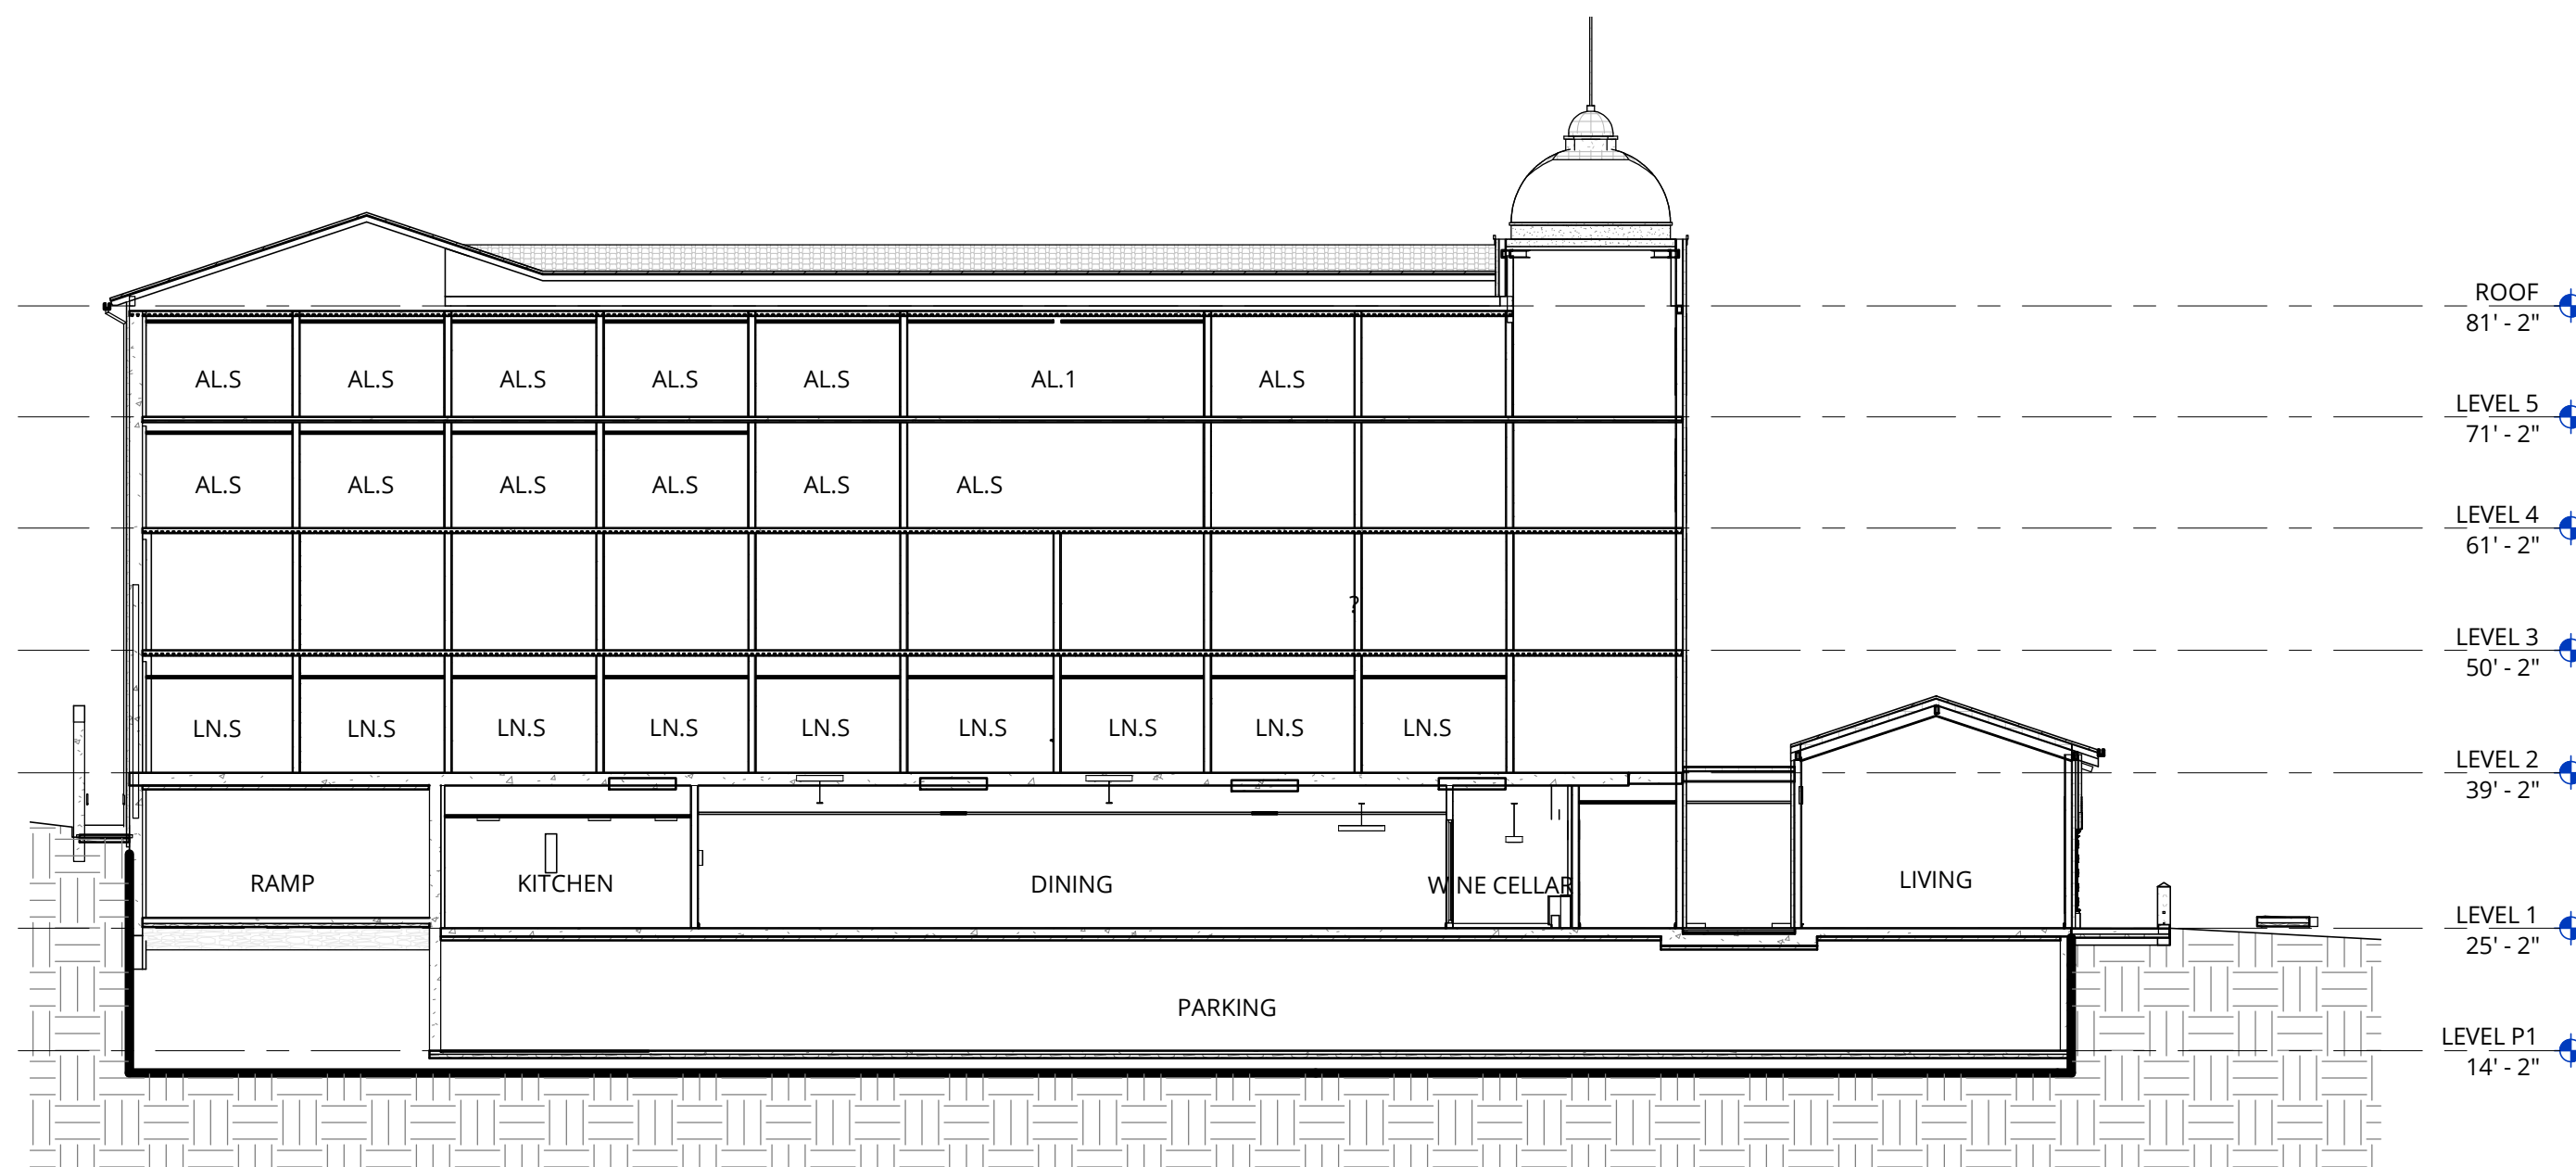 ROOF
81' - 2"
AL.S AL.S AL.S AL.S AL.S AL.1 AL.S
LEVEL 5
71' - 2"
AL.S AL.S AL.S AL.S AL.S AL.S
LEVEL 4
61' - 2"
?
LEVEL 3
50' - 2"
LN.S LN.S LN.S LN.S LN.S LN.S LN.S LN.S LN.S
LEVEL 2
39' - 2"
RAMP KITCHEN DINING WINE CELLAR LIVING
LEVEL 1
25' - 2"
PARKING
LEVEL P1
14' - 2"